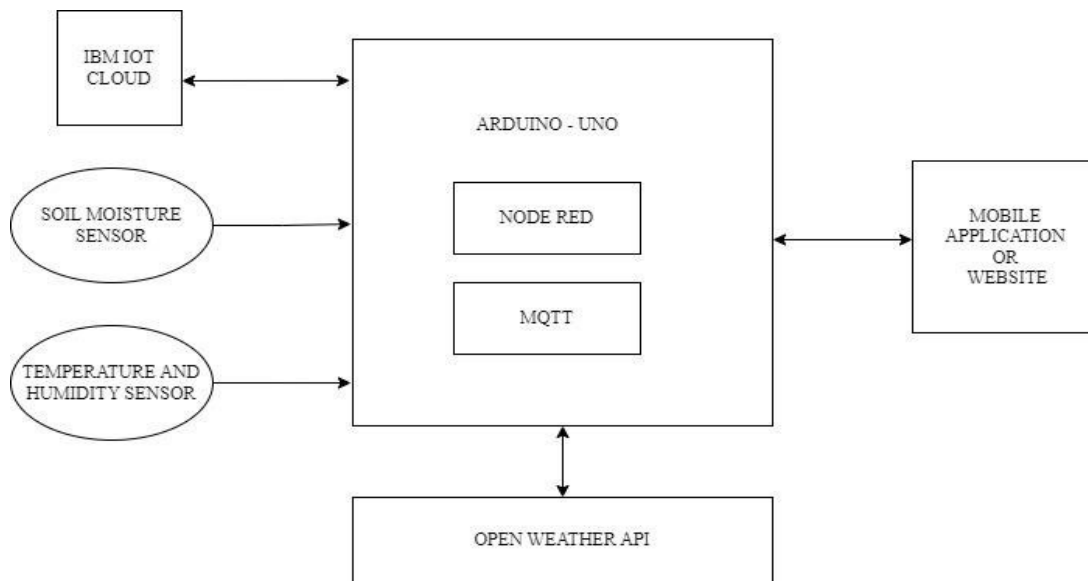 IBM IOT
CLOUD
ARDUINO - UNO
SOIL MOISTURE
SENSOR
NODE RED
MOBILE
APPLICATION
OR
WEBSITE
MQTT
TEMPERATURE AND
HUMIDITY SENSOR
OPEN WEATHER API